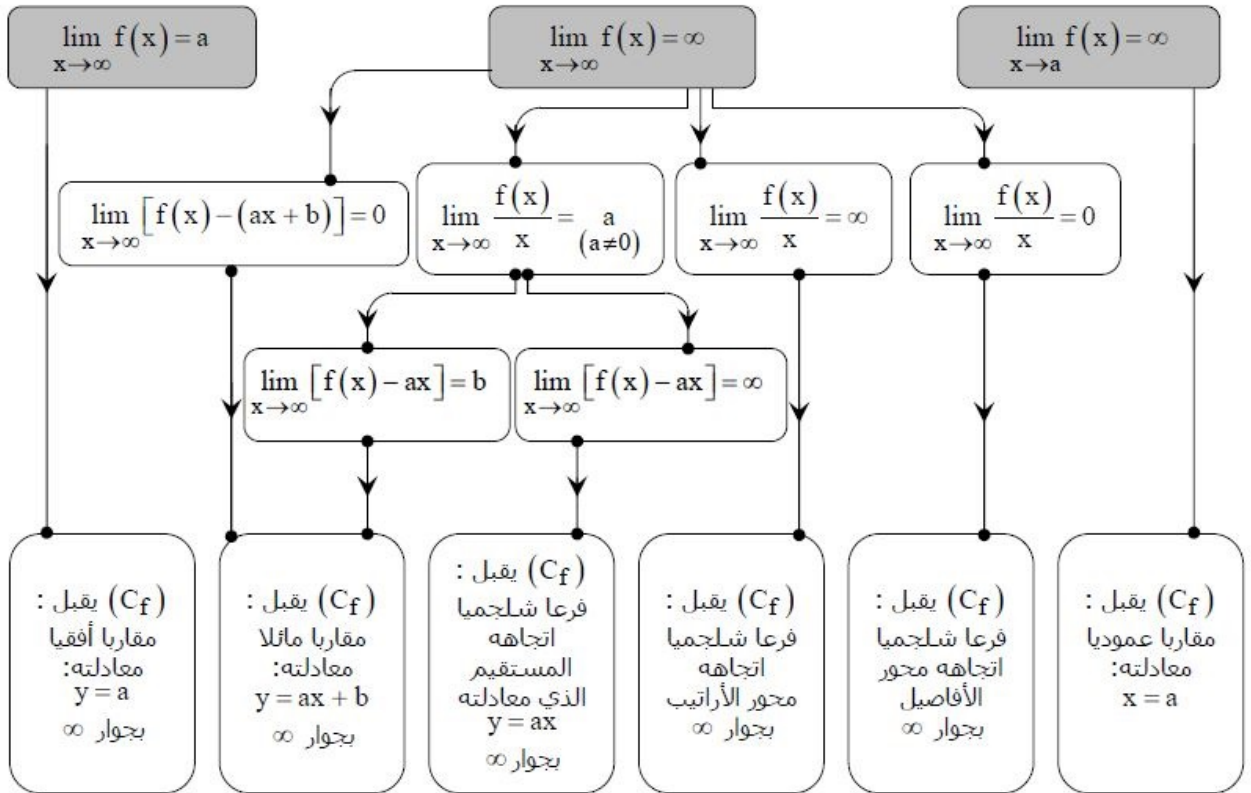 lim f(x) = a
x→∞
lim f(x) = ∞
x→∞
lim f(x) = ∞
x→a
lim [f(x) − (ax + b)] = 0
x→∞
lim f(x)/x = a
x→∞ (a≠0)
lim f(x)/x = ∞
x→∞
lim f(x)/x = 0
x→∞
lim [f(x) − ax] = b
x→∞
lim [f(x) − ax] = ∞
x→∞
(Cf) يقبل :
مقاربا أفقيا
معادلته:
y = a
بجوار ∞
(Cf) يقبل :
مقاربا مائلا
معادلته:
y = ax + b
بجوار ∞
(Cf) يقبل :
فرعا شلجميا
اتجاهه
المستقيم
الذي معادلته
y = ax
بجوار ∞
(Cf) يقبل :
فرعا شلجميا
اتجاهه
محور الأراتيب
بجوار ∞
(Cf) يقبل :
فرعا شلجميا
اتجاهه محور
الأفاصيل
بجوار ∞
(Cf) يقبل :
مقاربا عموديا
معادلته:
x = a